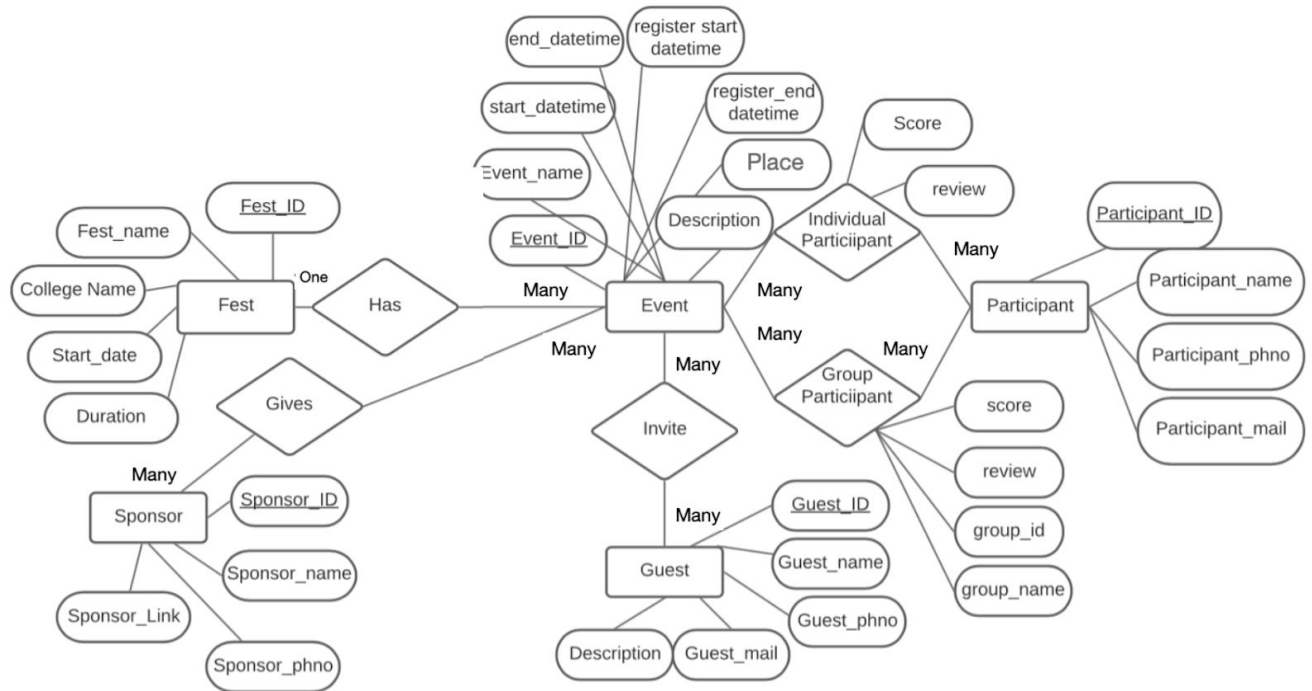 end_datetime
register start
datetime
start_datetime
register_end
datetime
Event_name
Place
Event_ID
Description
Score
review
Individual
Particiipant
Fest_ID
Fest_name
College Name
Start_date
Duration
Fest
One
Has
Many
Event
Many
Many
Participant_ID
Participant_name
Participant
Participant_phno
Participant_mail
Many
Many
Many
Many
Group
Particiipant
Gives
Invite
score
review
group_id
group_name
Many
Sponsor
Sponsor_ID
Sponsor_name
Sponsor_Link
Sponsor_phno
Many
Guest
Guest_ID
Guest_name
Guest_phno
Description
Guest_mail